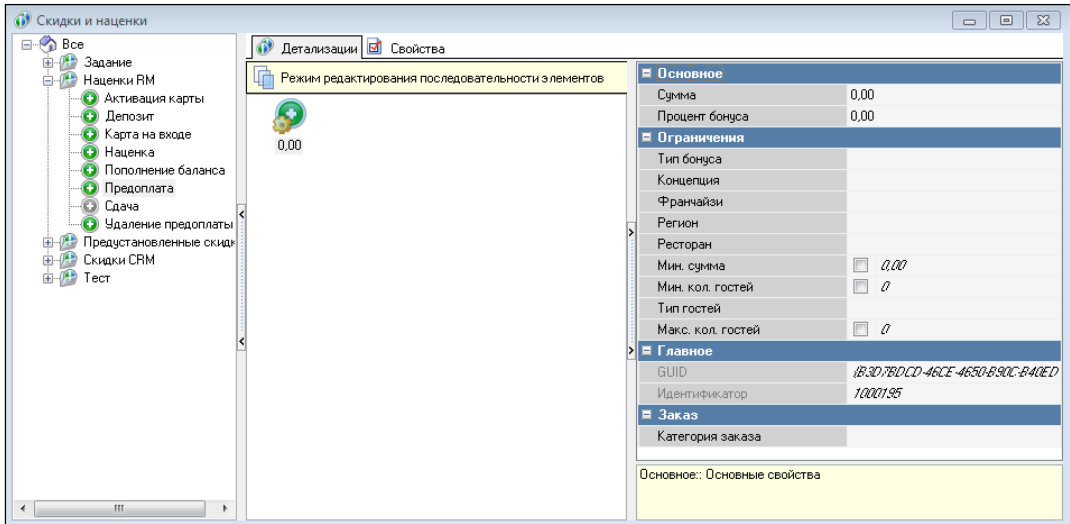 Скидки и наценки
Все
Задание
Наценки RM
Активация карты
Депозит
Карта на входе
Наценка
Пополнение баланса
Предоплата
Сдача
Удаление предоплаты
Предустановленные скидк
Скидки CRM
Тест
Детализации
Свойства
Режим редактирования последовательности элементов
0,00
Основное
Сумма 0,00
Процент бонуса 0,00
Ограничения
Тип бонуса
Концепция
Франчайзи
Регион
Ресторан
Мин. сумма 0,00
Мин. кол. гостей 0
Тип гостей
Макс. кол. гостей 0
Главное
GUID {B3D7BDCD-46CE-4650-B90C-B40ED
Идентификатор 1000195
Заказ
Категория заказа
Основное:: Основные свойства